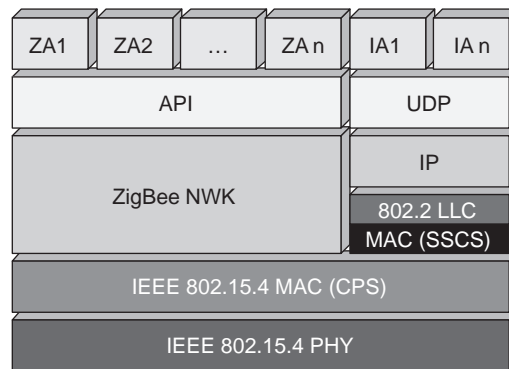 ZA1 ZA2 … ZA n IA1 IA n
API UDP
IP
ZigBee NWK
802.2 LLC
MAC (SSCS)
IEEE 802.15.4 MAC (CPS)
IEEE 802.15.4 PHY